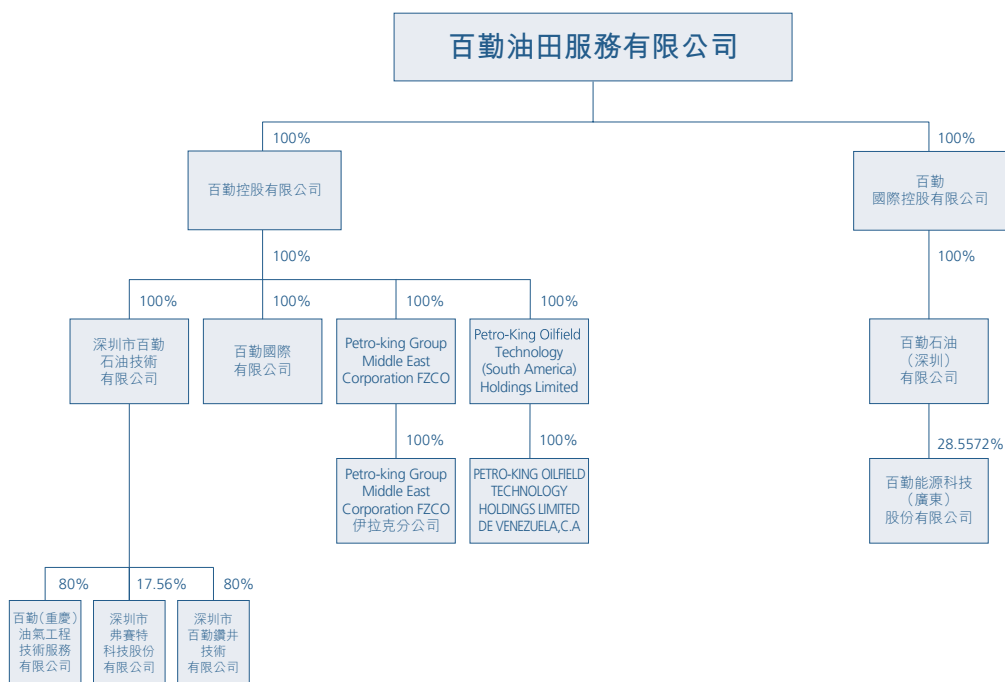 百勤油田服務有限公司
100%
100%
百勤控股有限公司
百勤
國際控股有限公司
100%
100%
100%
100%
100%
100%
深圳市百勤
石油技術
有限公司
百勤國際
有限公司
Petro-king Group
Middle East
Corporation FZCO
Petro-King Oilfield
Technology
(South America)
Holdings Limited
百勤石油
（深圳）
有限公司
100%
100%
28.5572%
Petro-king Group
Middle East
Corporation FZCO
伊拉克分公司
PETRO-KING OILFIELD
TECHNOLOGY
HOLDINGS LIMITED
DE VENEZUELA,C.A
百勤能源科技
（廣東）
股份有限公司
80%
17.56%
80%
百勤（重慶）
油氣工程
技術服務
有限公司
深圳市
弗賽特
科技股份
有限公司
深圳市
百勤鑽井
技術
有限公司